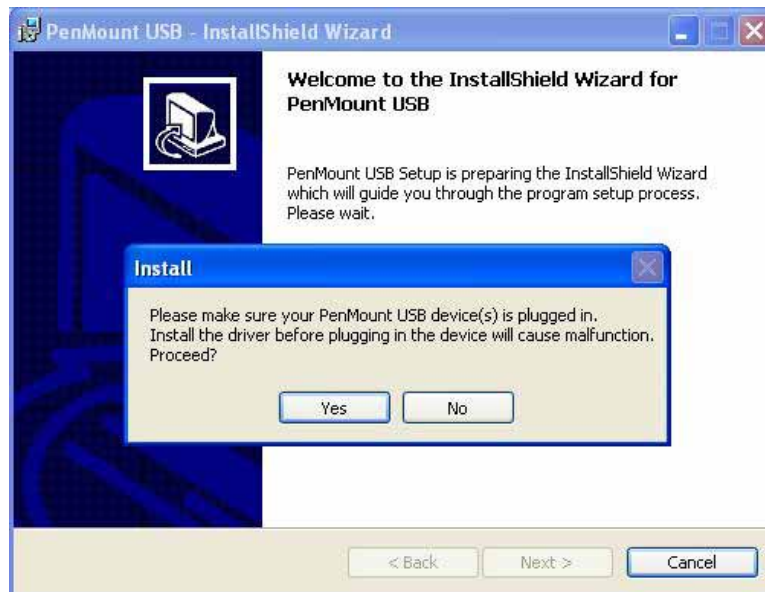 PenMount USB - InstallShield Wizard
Welcome to the InstallShield Wizard for
PenMount USB
PenMount USB Setup is preparing the InstallShield Wizard
which will guide you through the program setup process.
Please wait.
Install
Please make sure your PenMount USB device(s) is plugged in.
Install the driver before plugging in the device will cause malfunction.
Proceed?
Yes No
< Back Next > Cancel